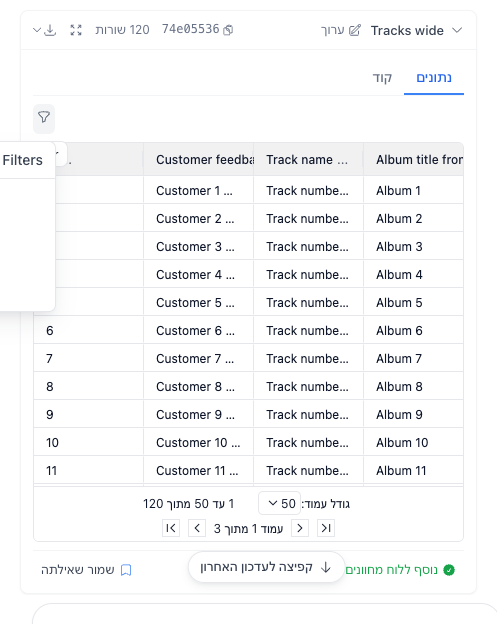 Tracks wide ערוך 74e05536 120 שורות
נתונים קוד
Filters
Customer feedba Track name ... Album title fror
Customer 1 ... Track numbe... Album 1
Customer 2 ... Track numbe... Album 2
Customer 3 ... Track numbe... Album 3
Customer 4 ... Track numbe... Album 4
Customer 5 ... Track numbe... Album 5
6 Customer 6 ... Track numbe... Album 6
7 Customer 7 ... Track numbe... Album 7
8 Customer 8 ... Track numbe... Album 8
9 Customer 9 ... Track numbe... Album 9
10 Customer 10 ... Track numbe... Album 10
11 Customer 11 ... Track numbe... Album 11
גודל עמוד: 50 1 עד 50 מתוך 120
עמוד 1 מתוך 3
נוסף ללוח מחוונים קפיצה לעדכון האחרון שמור שאילתה